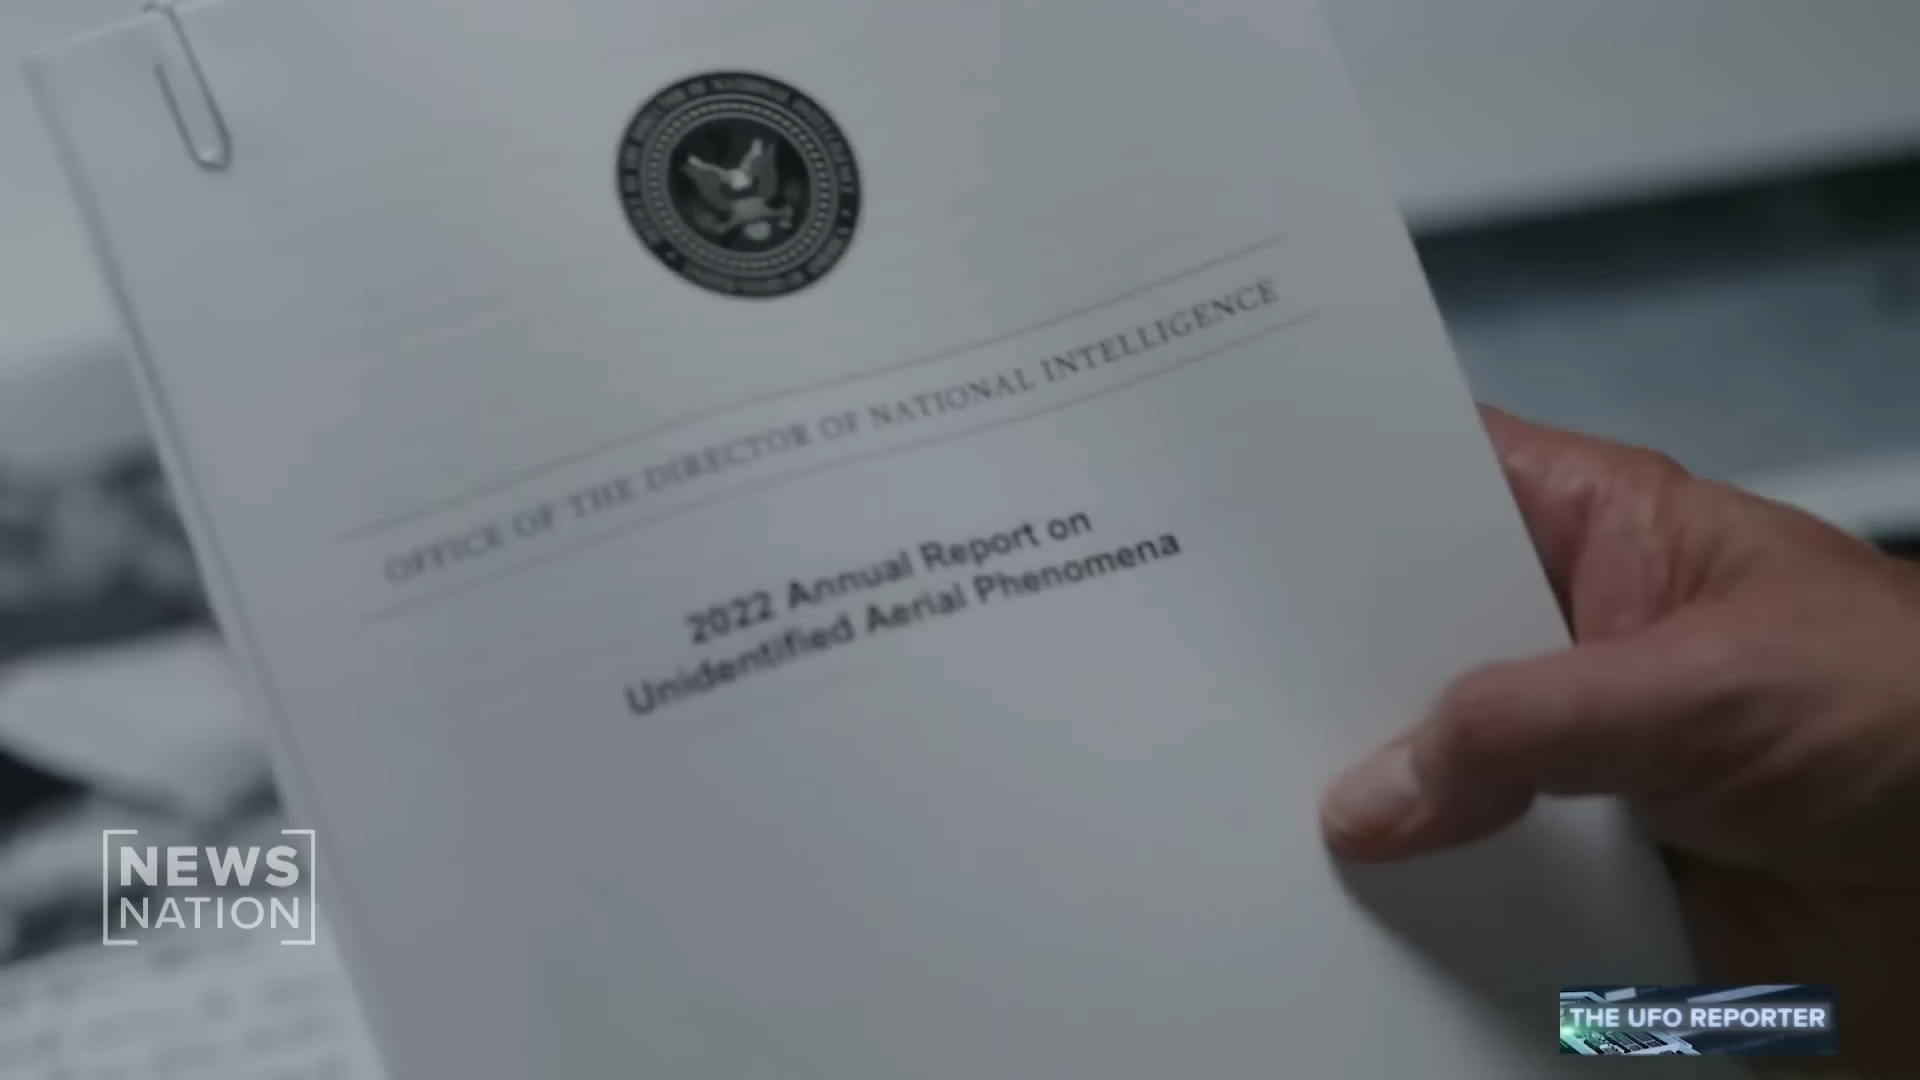 OFFICE OF THE DIRECTOR OF NATIONAL INTELLIGENCE
2022 Annual Report on
Unidentified Aerial Phenomena
NEWS
NATION
THE UFO REPORTER